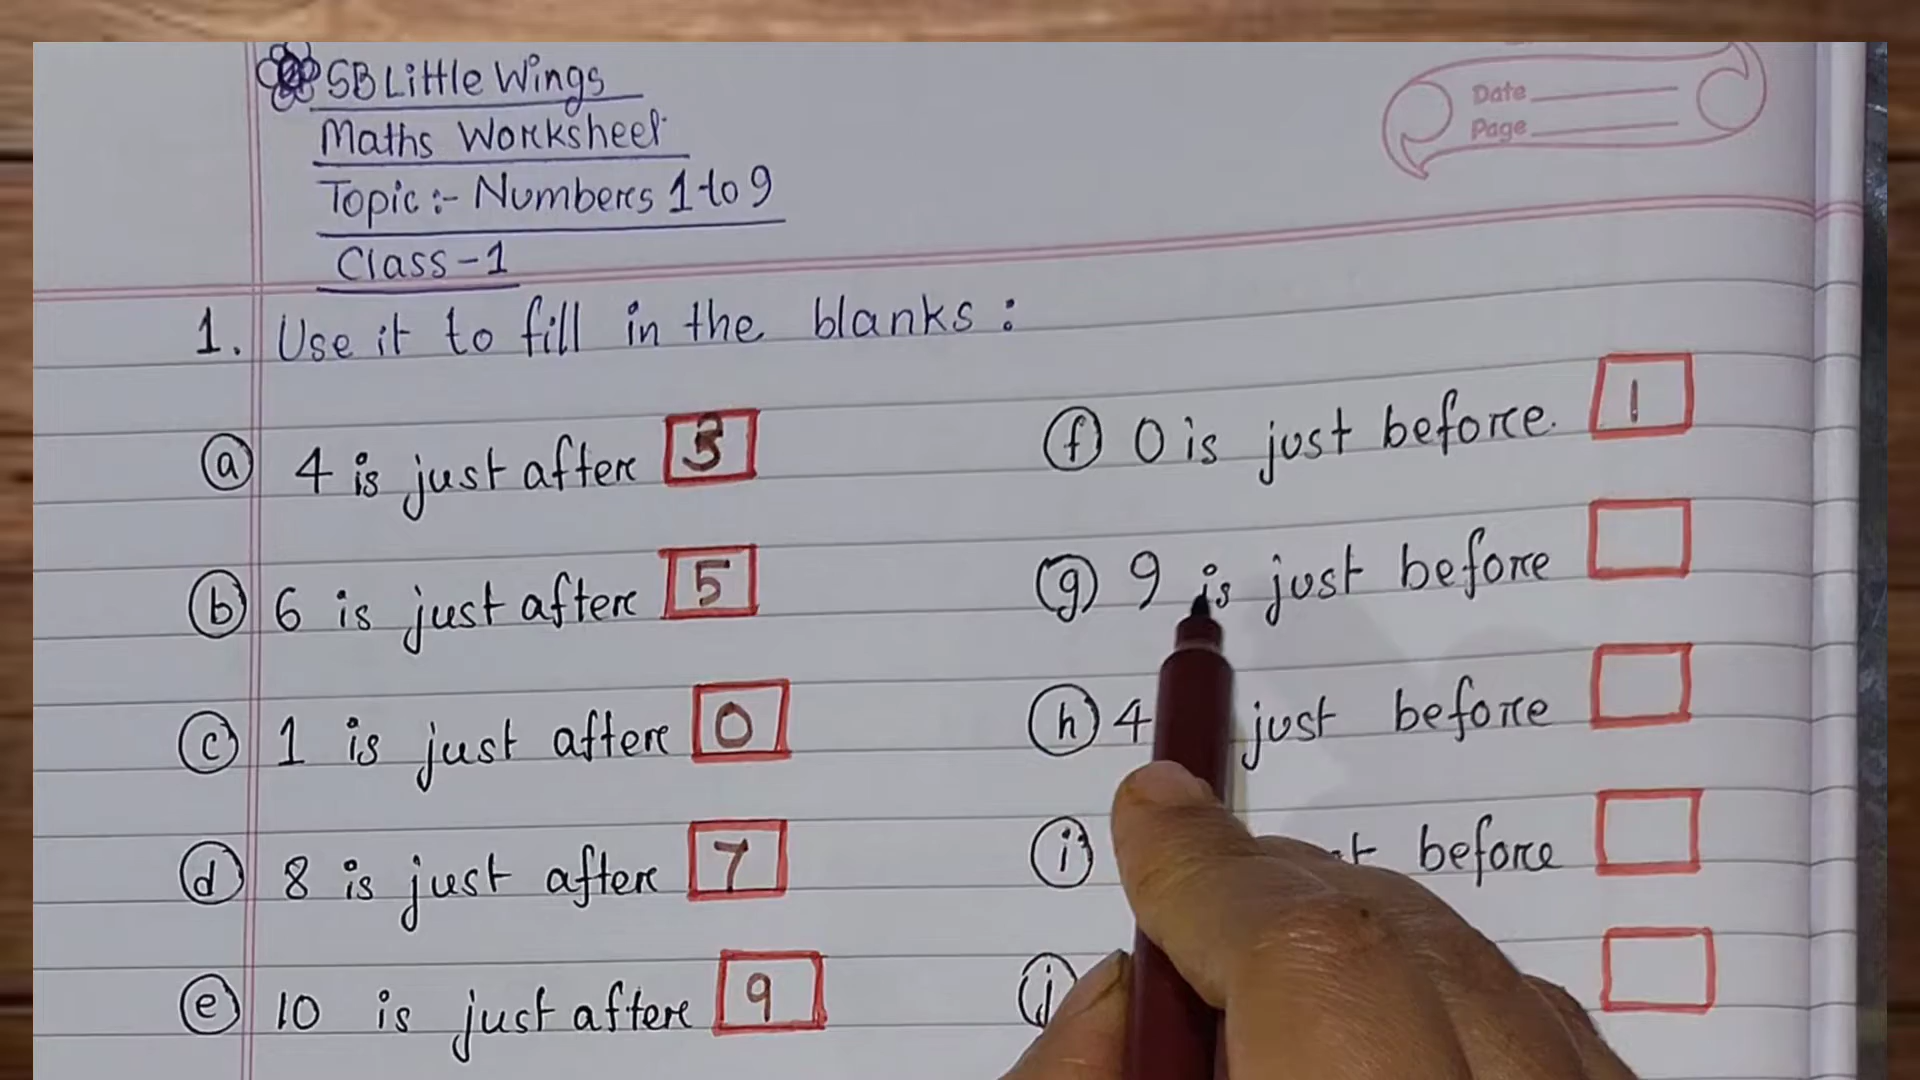 SB Little Wings
Maths Worksheet
Topic :- Numbers 1 to 9
Class - 1
Date
Page
1. Use it to fill in the blanks :
(a) 4 is just after 3
(b) 6 is just after 5
(c) 1 is just after 0
(d) 8 is just after 7
(e) 10 is just after 9
(f) 0 is just before. 1
(g) 9 is just before
(h) 4 just before
(i) before
(j)